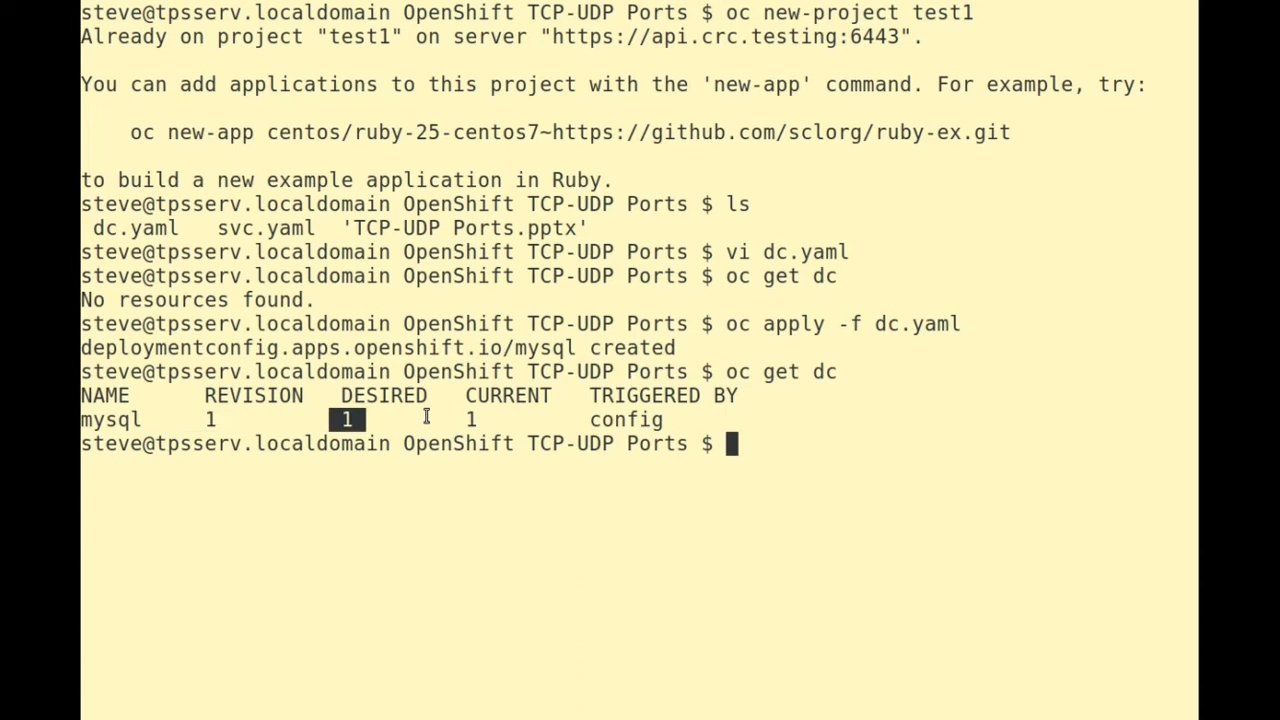 steve@tpsserv.localdomain OpenShift TCP-UDP Ports $ oc new-project test1
Already on project "test1" on server "https://api.crc.testing:6443".
You can add applications to this project with the 'new-app' command. For example, try:
oc new-app centos/ruby-25-centos7~https://github.com/sclorg/ruby-ex.git
to build a new example application in Ruby.
steve@tpsserv.localdomain OpenShift TCP-UDP Ports $ ls
dc.yaml svc.yaml 'TCP-UDP Ports.pptx'
steve@tpsserv.localdomain OpenShift TCP-UDP Ports $ vi dc.yaml
steve@tpsserv.localdomain OpenShift TCP-UDP Ports $ oc get dc
No resources found.
steve@tpsserv.localdomain OpenShift TCP-UDP Ports $ oc apply -f dc.yaml
deploymentconfig.apps.openshift.io/mysql created
steve@tpsserv.localdomain OpenShift TCP-UDP Ports $ oc get dc
NAME REVISION DESIRED CURRENT TRIGGERED BY
mysql 1 1 1 config
steve@tpsserv.localdomain OpenShift TCP-UDP Ports $